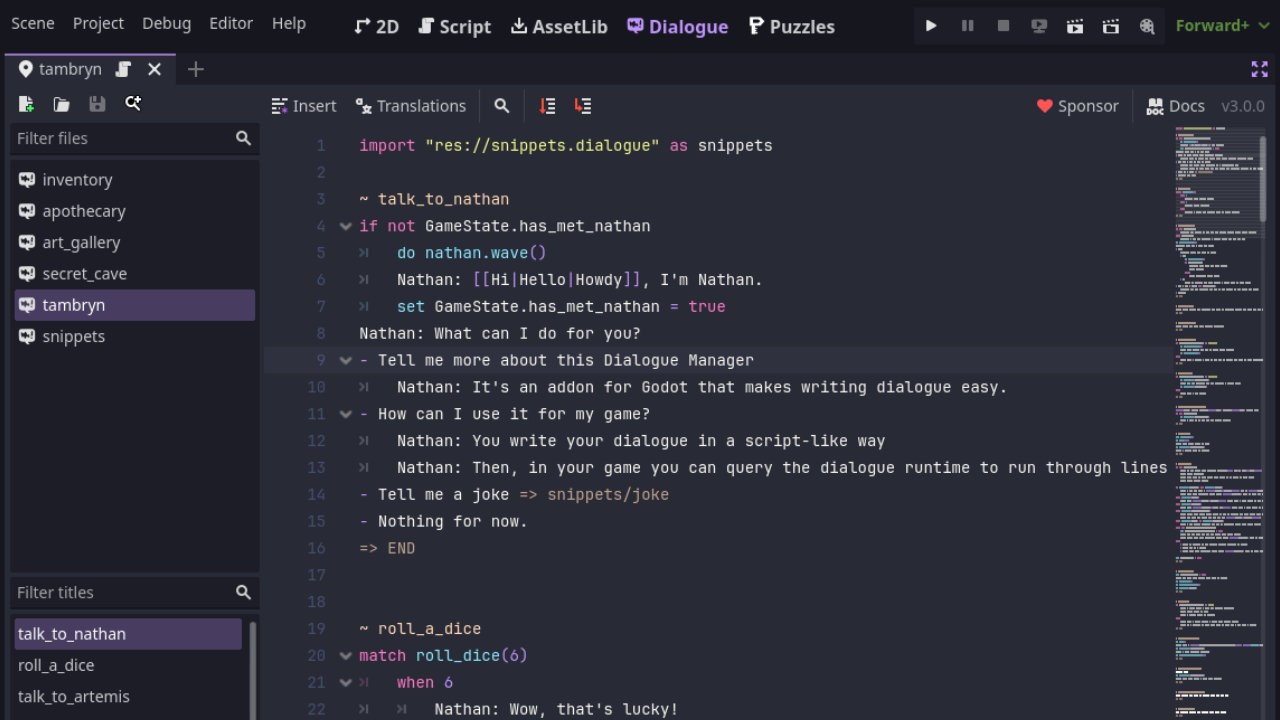 Scene Project Debug Editor Help 2D Script AssetLib Dialogue Puzzles Forward+
tambryn
Insert Translations Sponsor Docs v3.0.0
Filter files
inventory
apothecary
art_gallery
secret_cave
tambryn
snippets
Filter titles
talk_to_nathan
roll_a_dice
talk_to_artemis
1 import "res://snippets.dialogue" as snippets
2
3 ~ talk_to_nathan
4 if not GameState.has_met_nathan
5 do nathan.wave()
6 Nathan: [[Hi|Hello|Howdy]], I'm Nathan.
7 set GameState.has_met_nathan = true
8 Nathan: What can I do for you?
9 - Tell me more about this Dialogue Manager
10 Nathan: It's an addon for Godot that makes writing dialogue easy.
11 - How can I use it for my game?
12 Nathan: You write your dialogue in a script-like way
13 Nathan: Then, in your game you can query the dialogue runtime to run through lines
14 - Tell me a joke => snippets/joke
15 - Nothing for now.
16 => END
17
18
19 ~ roll_a_dice
20 match roll_dice(6)
21 when 6
22 Nathan: Wow, that's lucky!